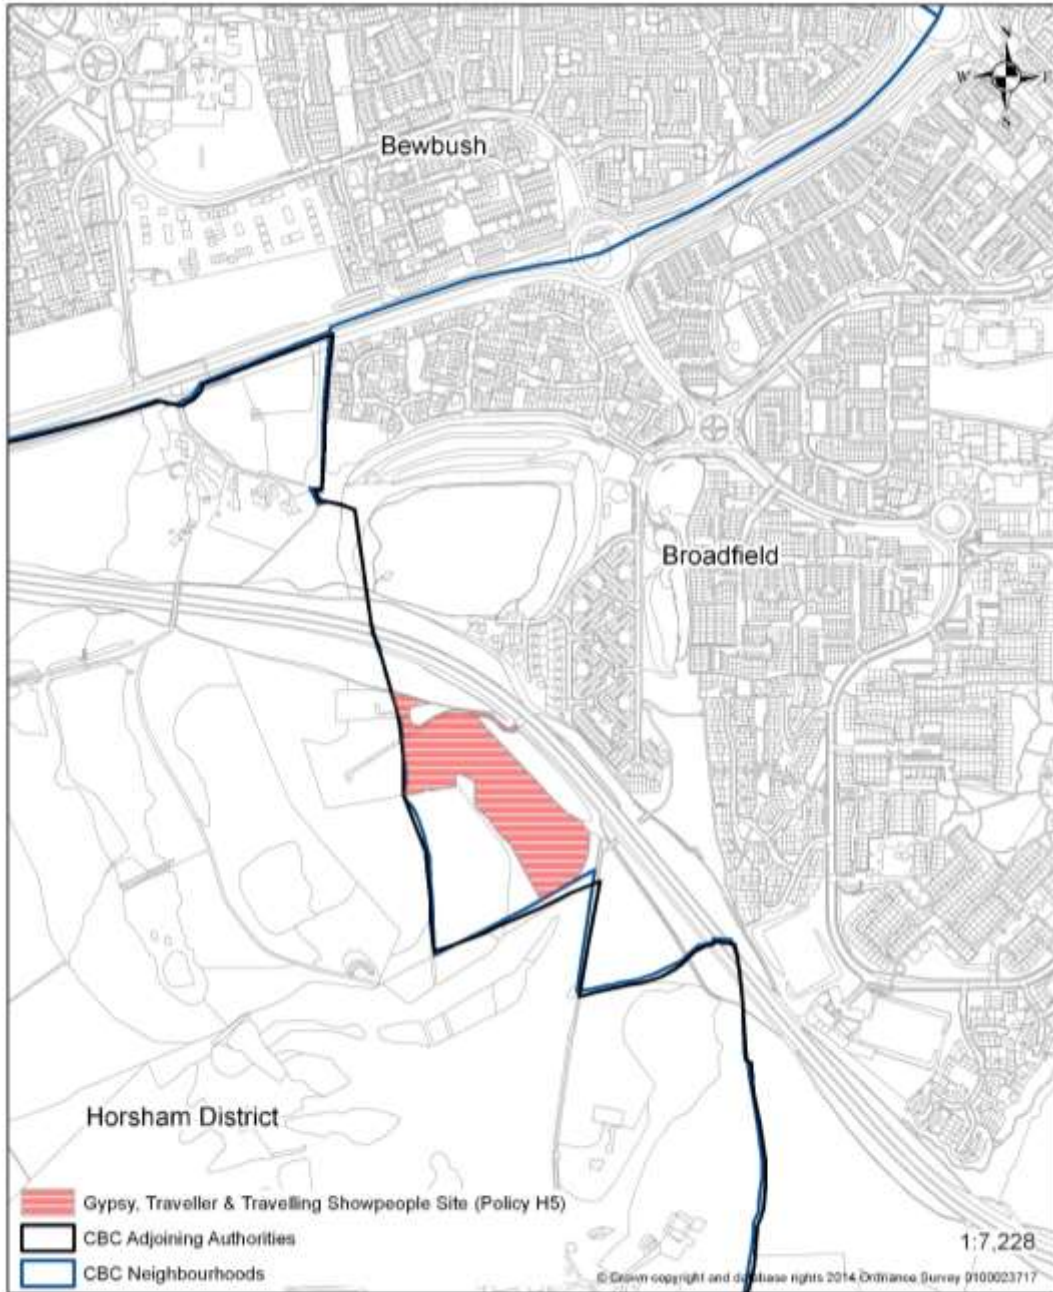 N
W E
S
Bewbush
Broadfield
Horsham District
Gypsy, Traveller & Travelling Showpeople Site (Policy H5)
CBC Adjoining Authorities
1:7,228
CBC Neighbourhoods
© Crown copyright and database rights 2014 Ordnance Survey 0100023717